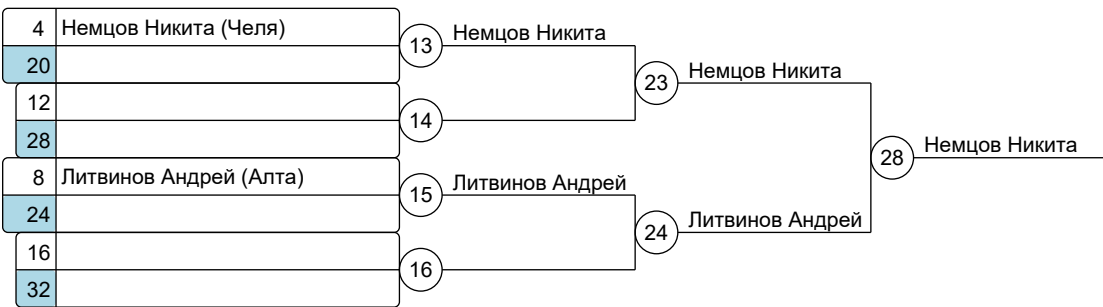 4 Немцов Никита (Челя)
20
12
28
8 Литвинов Андрей (Алта)
24
16
32
13 Немцов Никита
14
15 Литвинов Андрей
16
23 Немцов Никита
24 Литвинов Андрей
28 Немцов Никита